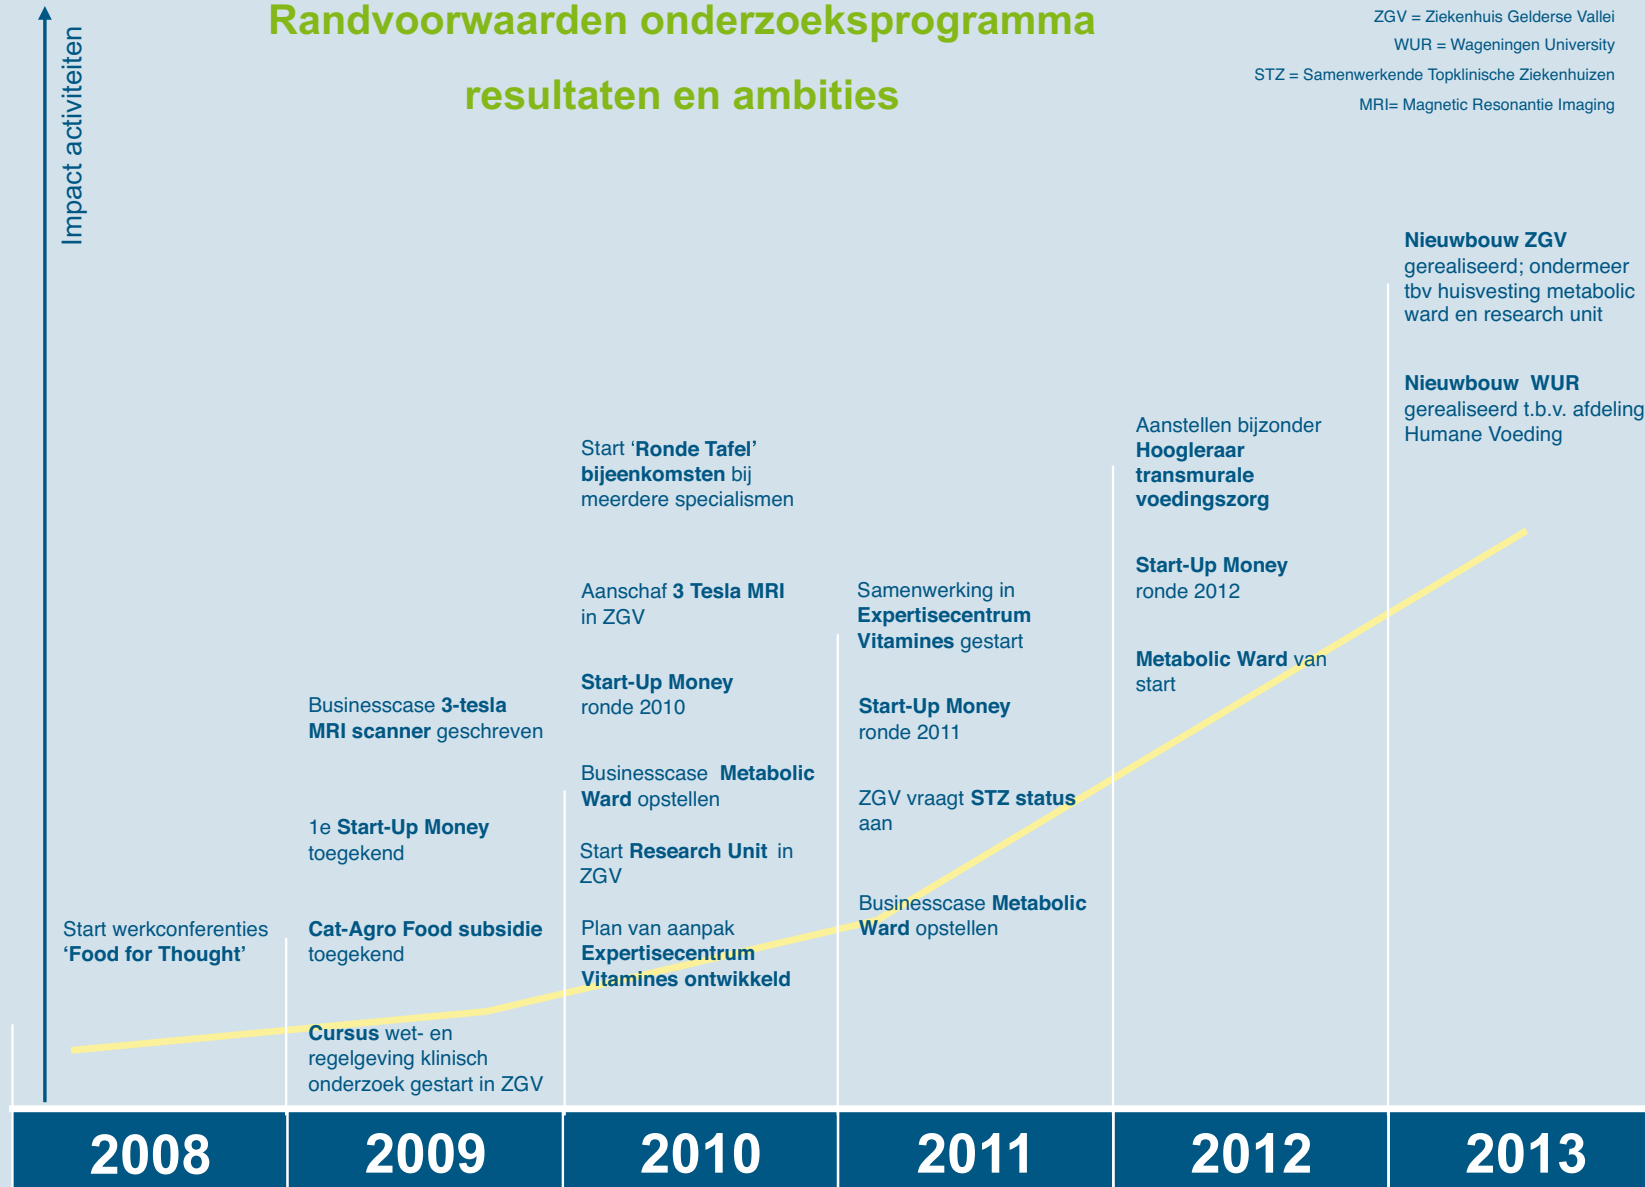 Randvoorwaarden onderzoeksprogramma
resultaten en ambities
ZGV = Ziekenhuis Gelderse Vallei
WUR = Wageningen University
STZ = Samenwerkende Topklinische Ziekenhuizen
MRI= Magnetic Resonantie Imaging
Impact activiteiten
Start werkconferenties
‘Food for Thought’
Businesscase 3-tesla
MRI scanner geschreven
1e Start-Up Money
toegekend
Cat-Agro Food subsidie
toegekend
Cursus wet- en
regelgeving klinisch
onderzoek gestart in ZGV
Start ‘Ronde Tafel’
bijeenkomsten bij
meerdere specialismen
Aanschaf 3 Tesla MRI
in ZGV
Start-Up Money
ronde 2010
Businesscase Metabolic
Ward opstellen
Start Research Unit in
ZGV
Plan van aanpak
Expertisecentrum
Vitamines ontwikkeld
Samenwerking in
Expertisecentrum
Vitamines gestart
Start-Up Money
ronde 2011
ZGV vraagt STZ status
aan
Businesscase Metabolic
Ward opstellen
Aanstellen bijzonder
Hoogleraar
transmurale
voedingszorg
Start-Up Money
ronde 2012
Metabolic Ward van
start
Nieuwbouw ZGV
gerealiseerd; ondermeer
tbv huisvesting metabolic
ward en research unit
Nieuwbouw WUR
gerealiseerd t.b.v. afdeling
Humane Voeding
2008
2009
2010
2011
2012
2013